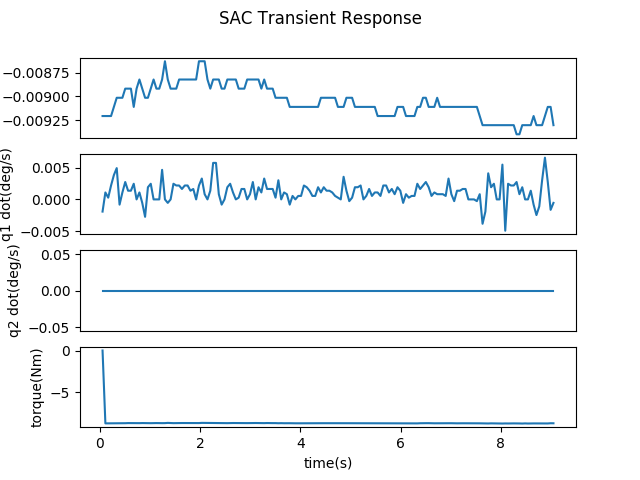 SAC Transient Response
−0.00875
−0.00900
−0.00925
0.005
0.000
−0.005
q1 dot(deg/s)
0.05
0.00
−0.05
q2 dot(deg/s)
0
−5
torque(Nm)
0 2 4 6 8
time(s)